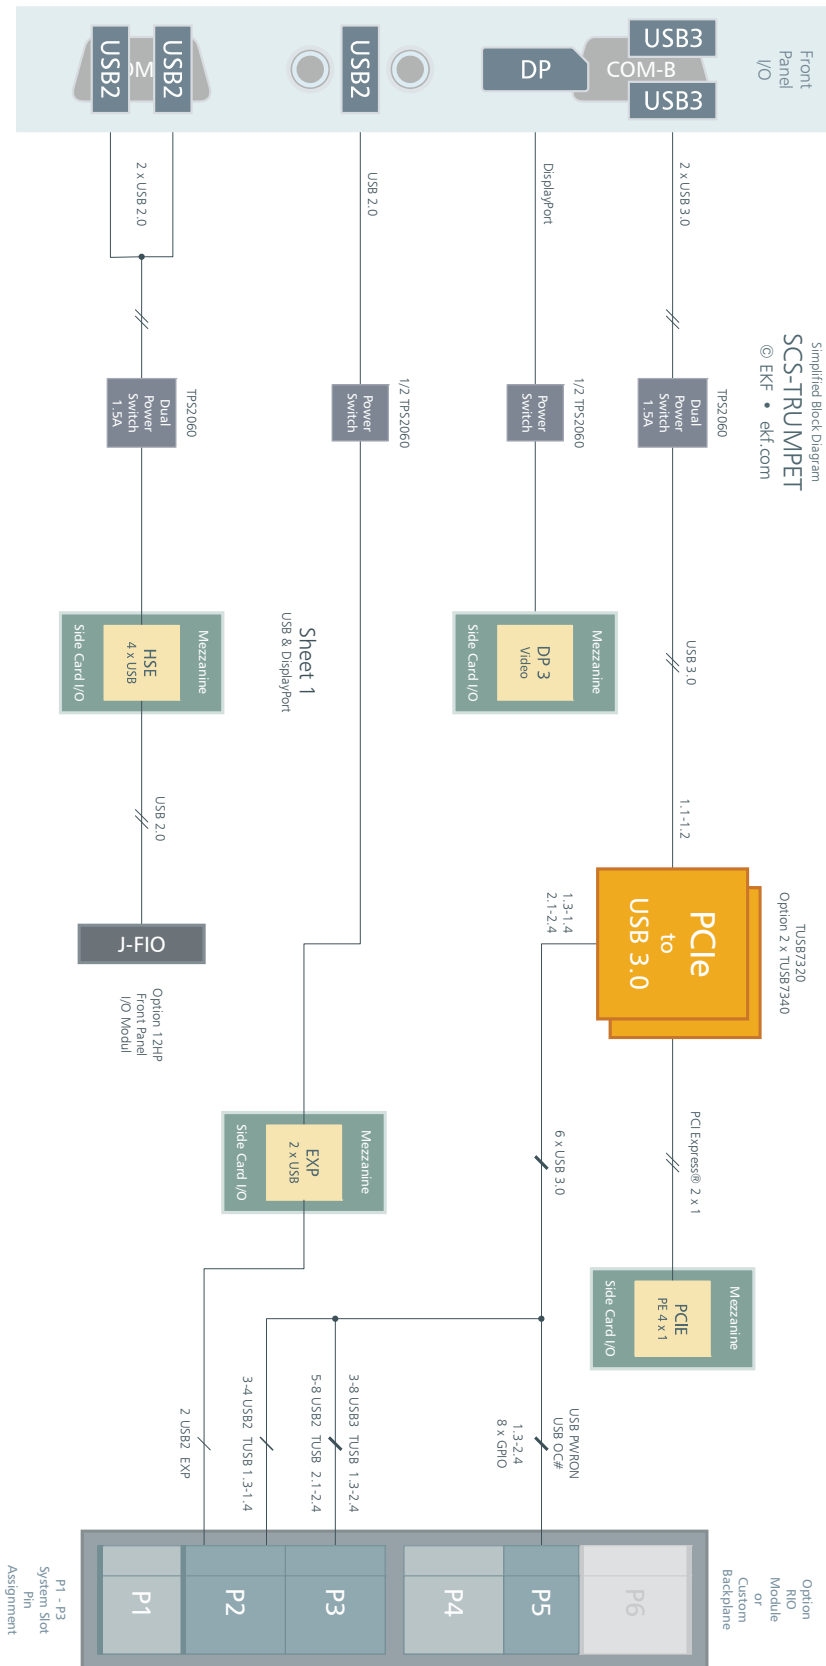 Simplified Block Diagram
SCS-TRUMPET
© EKF • ekf.com
Front
Panel
I/O
USB3
COM-B
USB3
DP
USB2
USB2
OM
USB2
2 x USB 3.0
DisplayPort
USB 2.0
2 x USB 2.0
TPS2060
Dual
Power
Switch
1.5A
1/2 TPS2060
Power
Switch
1/2 TPS2060
Power
Switch
TPS2060
Dual
Power
Switch
1.5A
USB 3.0
Mezzanine
DP 3
Video
Side Card I/O
Sheet 1
USB & DisplayPort
Mezzanine
HSE
4 x USB
Side Card I/O
1.1-1.2
USB 2.0
TUSB7320
Option 2 x TUSB7340
PCIe
to
USB 3.0
1.3-1.4
2.1-2.4
J-FIO
Option 12HP
Front Panel
I/O Modul
PCI Express® 2 x 1
6 x USB 3.0
Mezzanine
EXP
2 x USB
Side Card I/O
Mezzanine
PCIE
PE 4 x 1
Side Card I/O
USB PWRON
USB OC#
1.3-2.4
8 x GPIO
3-8 USB3 TUSB 1.3-2.4
5-8 USB2 TUSB 2.1-2.4
3-4 USB2 TUSB 1.3-1.4
2 USB2 EXP
Option
RIO
Module
or
Custom
Backplane
P6
P5
P4
P3
P2
P1
P1 - P3
System Slot
Pin
Assignment